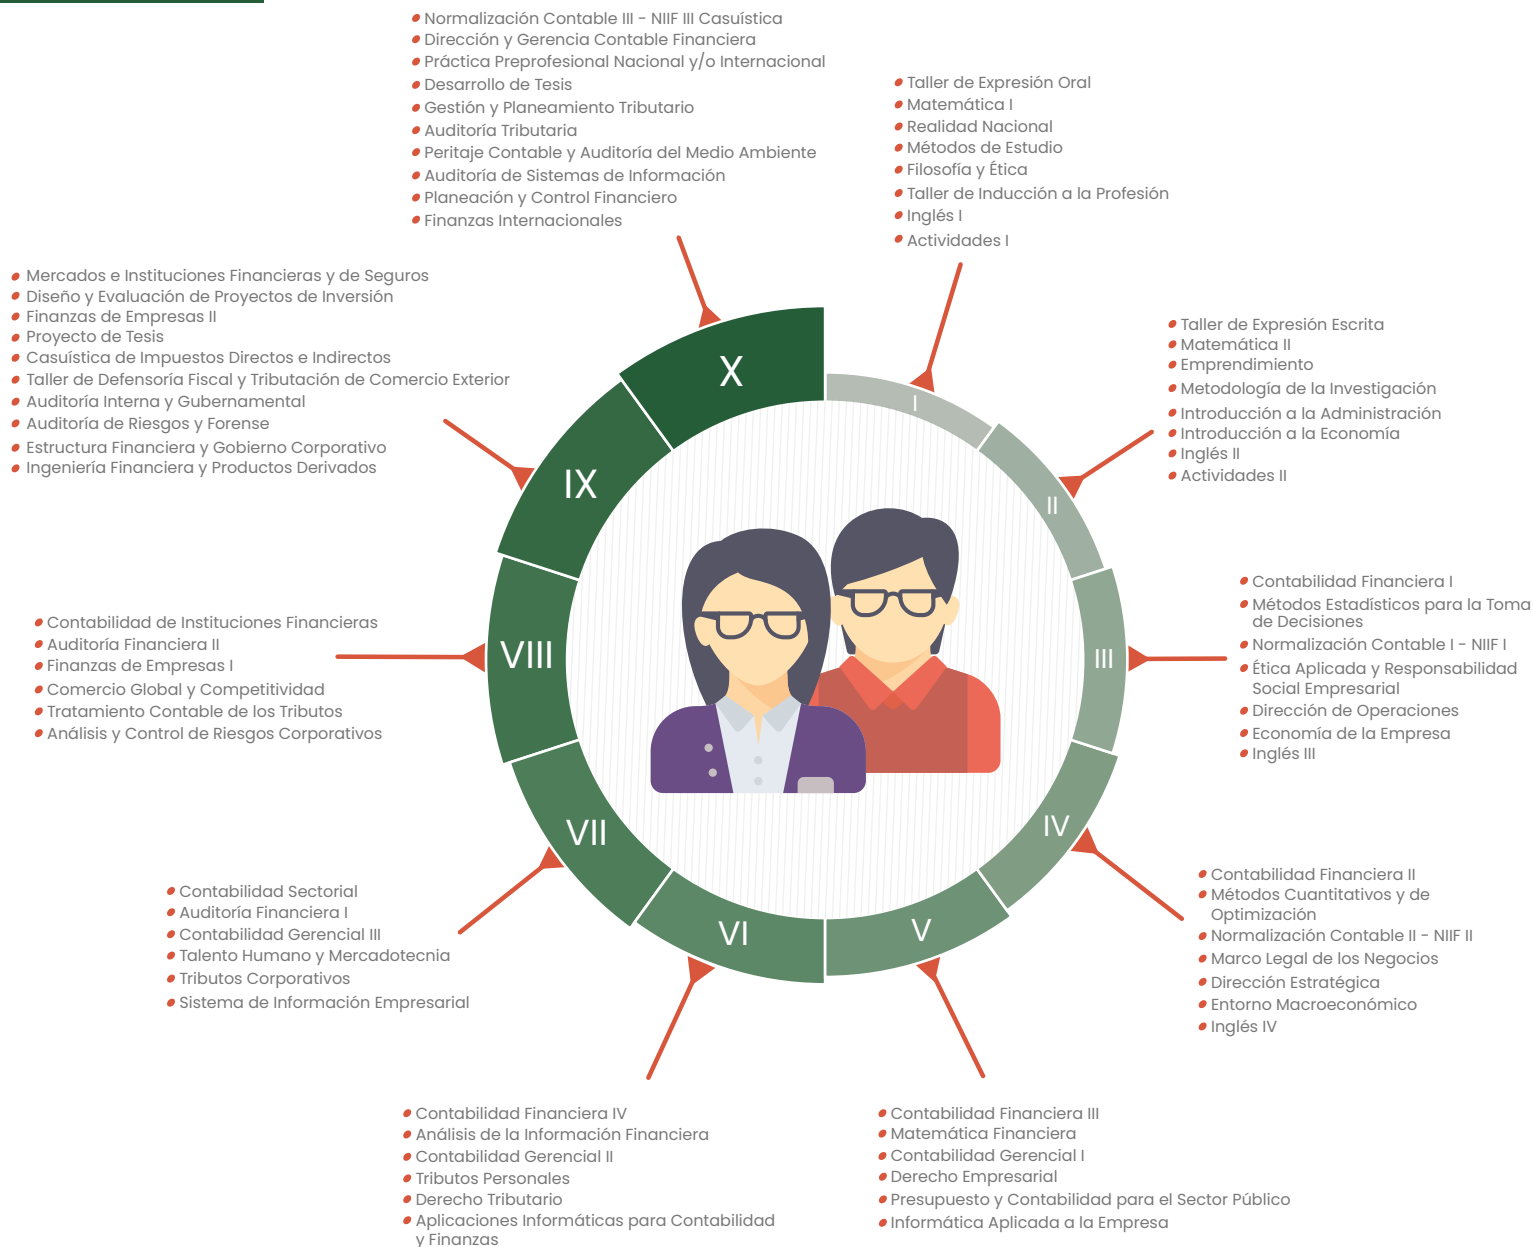 Normalización Contable III - NIIF III Casuística
Dirección y Gerencia Contable Financiera
Práctica Preprofesional Nacional y/o Internacional
Desarrollo de Tesis
Gestión y Planeamiento Tributario
Auditoría Tributaria
Peritaje Contable y Auditoría del Medio Ambiente
Auditoría de Sistemas de Información
Planeación y Control Financiero
Finanzas Internacionales
X
Taller de Expresión Oral
Matemática I
Realidad Nacional
Métodos de Estudio
Filosofía y Ética
Taller de Inducción a la Profesión
Inglés I
Actividades I
I
Taller de Expresión Escrita
Matemática II
Emprendimiento
Metodología de la Investigación
Introducción a la Administración
Introducción a la Economía
Inglés II
Actividades II
II
Contabilidad Financiera I
Métodos Estadísticos para la Toma
de Decisiones
Normalización Contable I - NIIF I
Ética Aplicada y Responsabilidad
Social Empresarial
Dirección de Operaciones
Economía de la Empresa
Inglés III
III
Contabilidad Financiera II
Métodos Cuantitativos y de
Optimización
Normalización Contable II - NIIF II
Marco Legal de los Negocios
Dirección Estratégica
Entorno Macroeconómico
Inglés IV
IV
Contabilidad Financiera III
Matemática Financiera
Contabilidad Gerencial I
Derecho Empresarial
Presupuesto y Contabilidad para el Sector Público
Informática Aplicada a la Empresa
V
Contabilidad Financiera IV
Análisis de la Información Financiera
Contabilidad Gerencial II
Tributos Personales
Derecho Tributario
Aplicaciones Informáticas para Contabilidad
y Finanzas
VI
Contabilidad Sectorial
Auditoría Financiera I
Contabilidad Gerencial III
Talento Humano y Mercadotecnia
Tributos Corporativos
Sistema de Información Empresarial
VII
Contabilidad de Instituciones Financieras
Auditoría Financiera II
Finanzas de Empresas I
Comercio Global y Competitividad
Tratamiento Contable de los Tributos
Análisis y Control de Riesgos Corporativos
VIII
Mercados e Instituciones Financieras y de Seguros
Diseño y Evaluación de Proyectos de Inversión
Finanzas de Empresas II
Proyecto de Tesis
Casuística de Impuestos Directos e Indirectos
Taller de Defensoría Fiscal y Tributación de Comercio Exterior
Auditoría Interna y Gubernamental
Auditoría de Riesgos y Forense
Estructura Financiera y Gobierno Corporativo
Ingeniería Financiera y Productos Derivados
IX